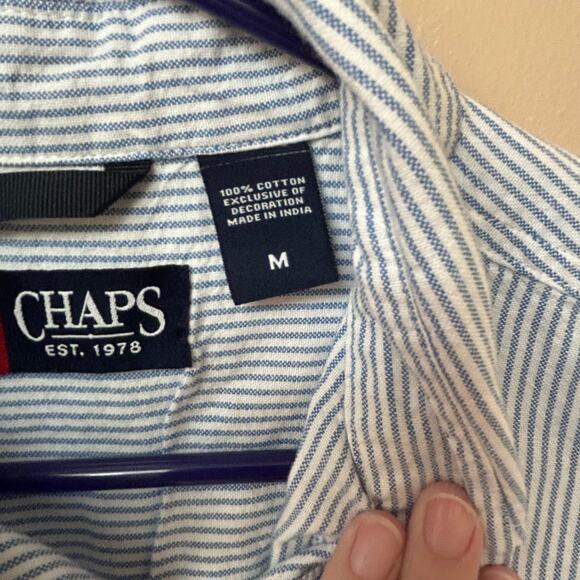 100% COTTON
EXCLUSIVE OF
DECORATION
MADE IN INDIA
M
CHAPS
EST. 1978